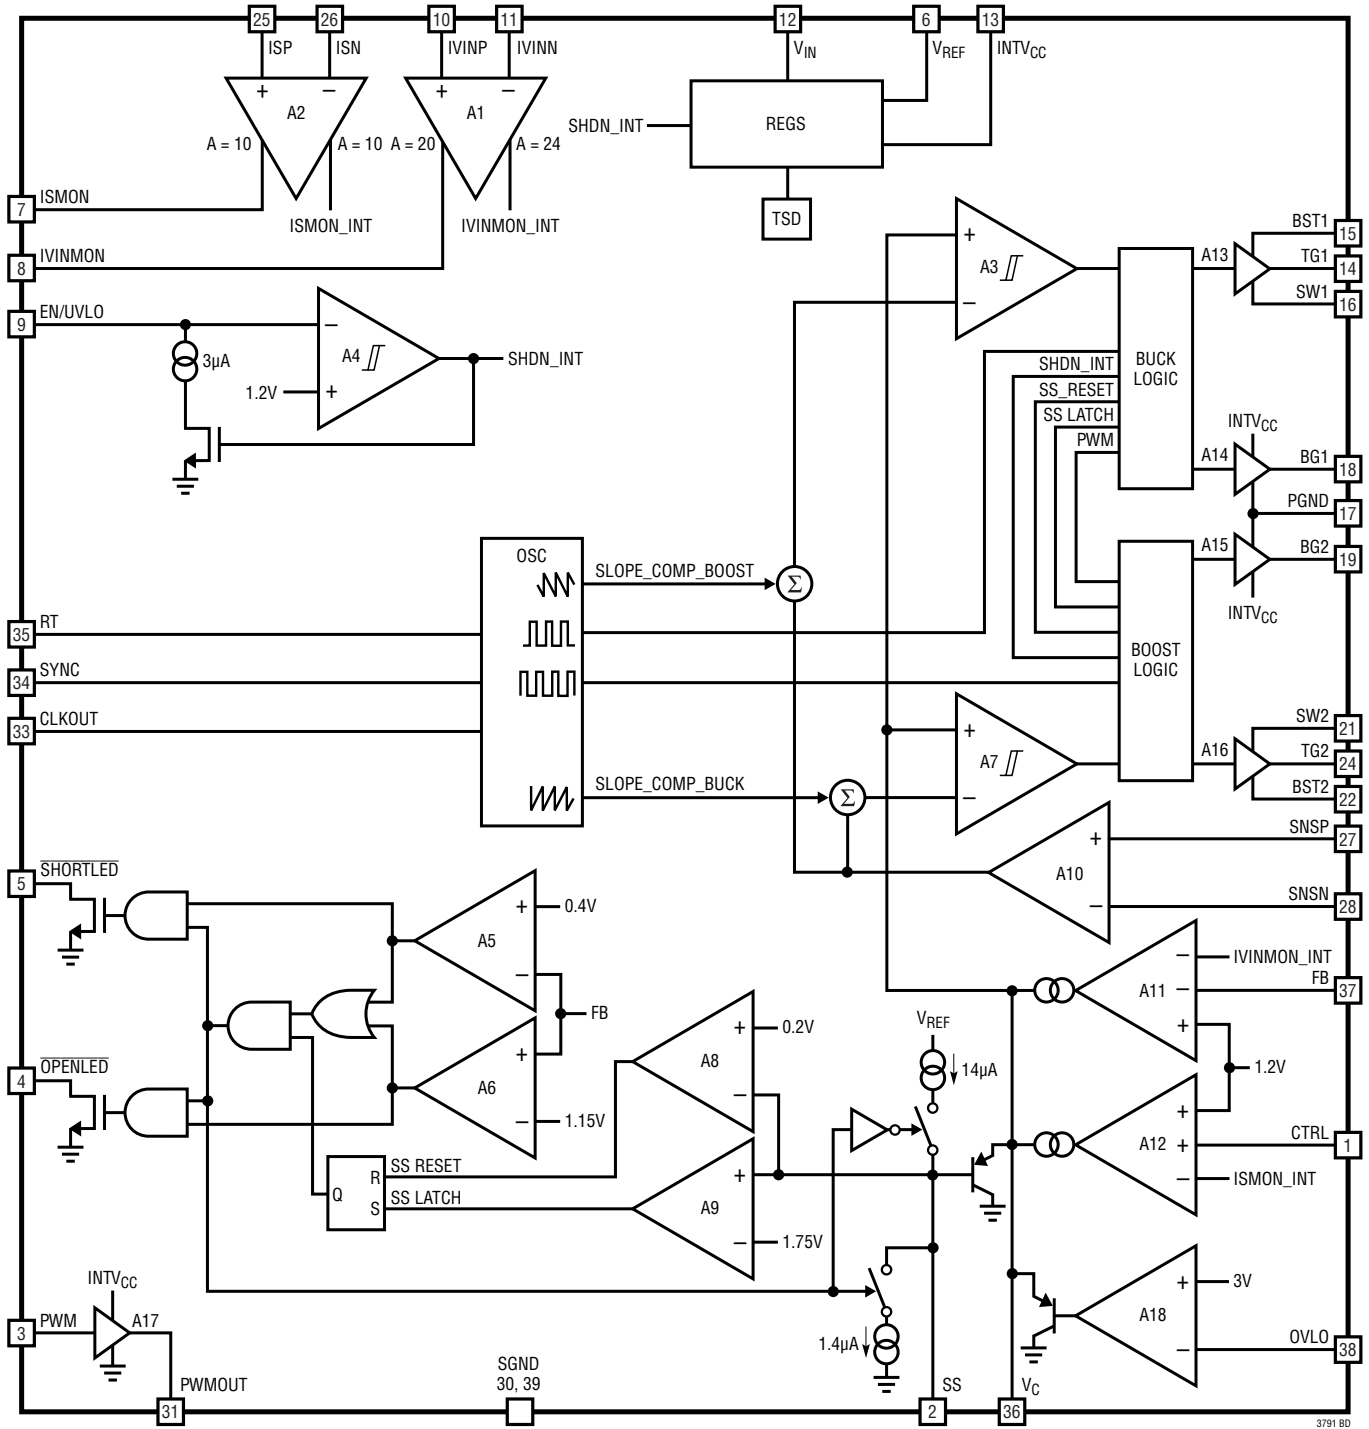 25 26 10 11 12 6 13
ISP ISN IVINP IVINN VIN VREF INTVCC
+ − + −
A2 A1
REGS
SHDN_INT
A = 10 A = 10 A = 20 A = 24
7 ISMON
ISMON_INT IVINMON_INT
TSD
8 IVINMON
BST1 15
+ A3 −
A13 TG1 14
SW1 16
9 EN/UVLO
−
3µA A4 SHDN_INT
1.2V +
BUCK
LOGIC
SHDN_INT
SS_RESET
SS LATCH
PWM
INTVCC
A14 BG1 18
PGND 17
A15 BG2 19
INTVCC
OSC
SLOPE_COMP_BOOST Σ
35 RT
34 SYNC
33 CLKOUT
BOOST
LOGIC
SW2 21
+ A7 −
A16 TG2 24
BST2 22
SLOPE_COMP_BUCK Σ
SNSP 27
+ A10 −
SNSN 28
5 SHORTLED
+ 0.4V
A5
−
FB
+
A6
− 1.15V
4 OPENLED
− IVINMON_INT
A11 − FB 37
+
1.2V
+
A12 + CTRL 1
− ISMON_INT
VREF
14µA
+ 0.2V
A8
−
+
A9
− 1.75V
SS RESET
R
Q
SS LATCH
S
+ 3V
A18
− OVLO 38
1.4µA
INTVCC
3 PWM A17
31 PWMOUT
SGND
30, 39
SS 2
VC 36
3791 BD